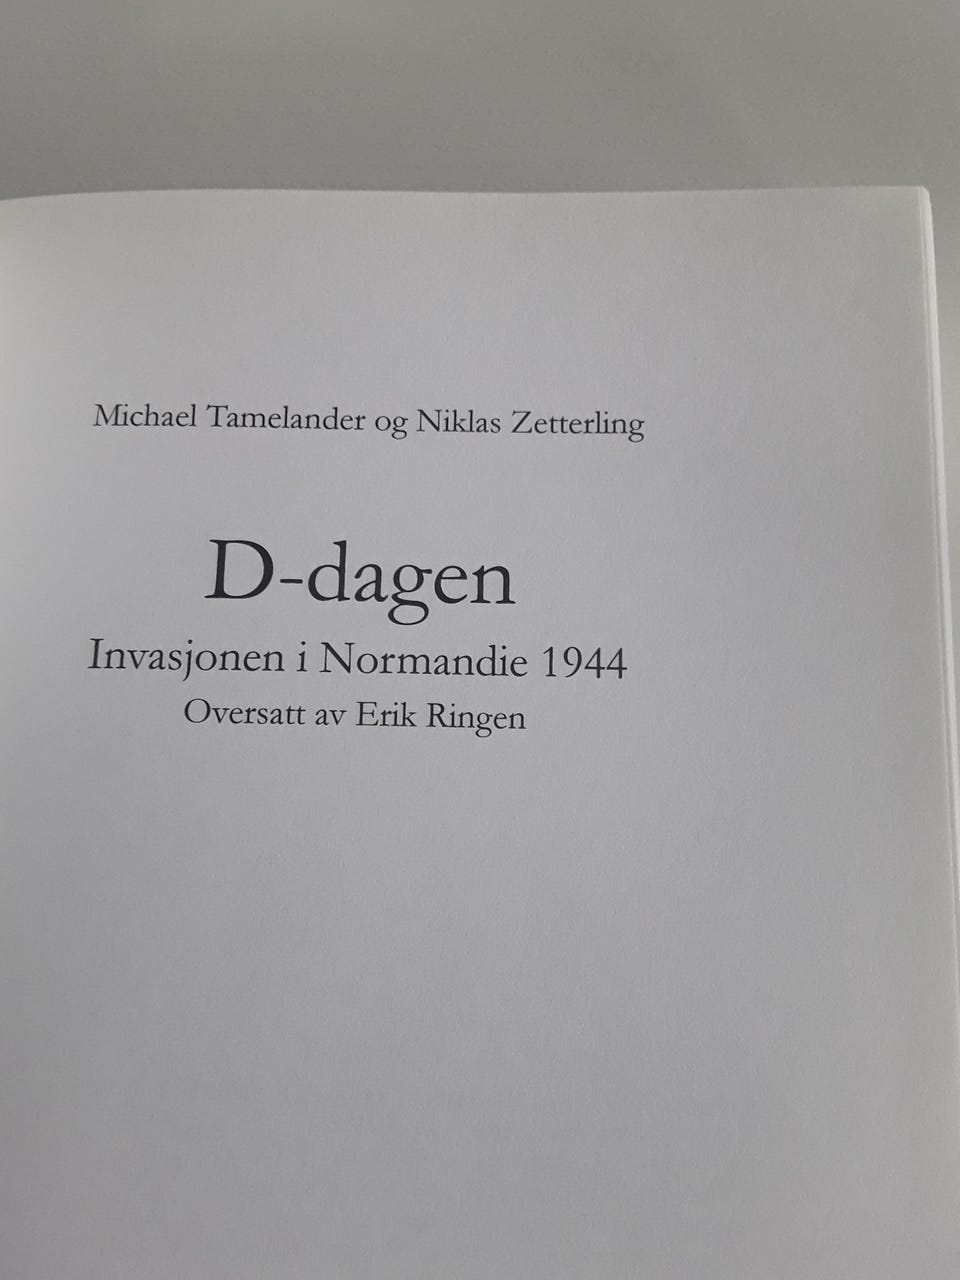 Michael Tamelander og Niklas Zetterling
D-dagen
Invasjonen i Normandie 1944
Oversatt av Erik Ringen